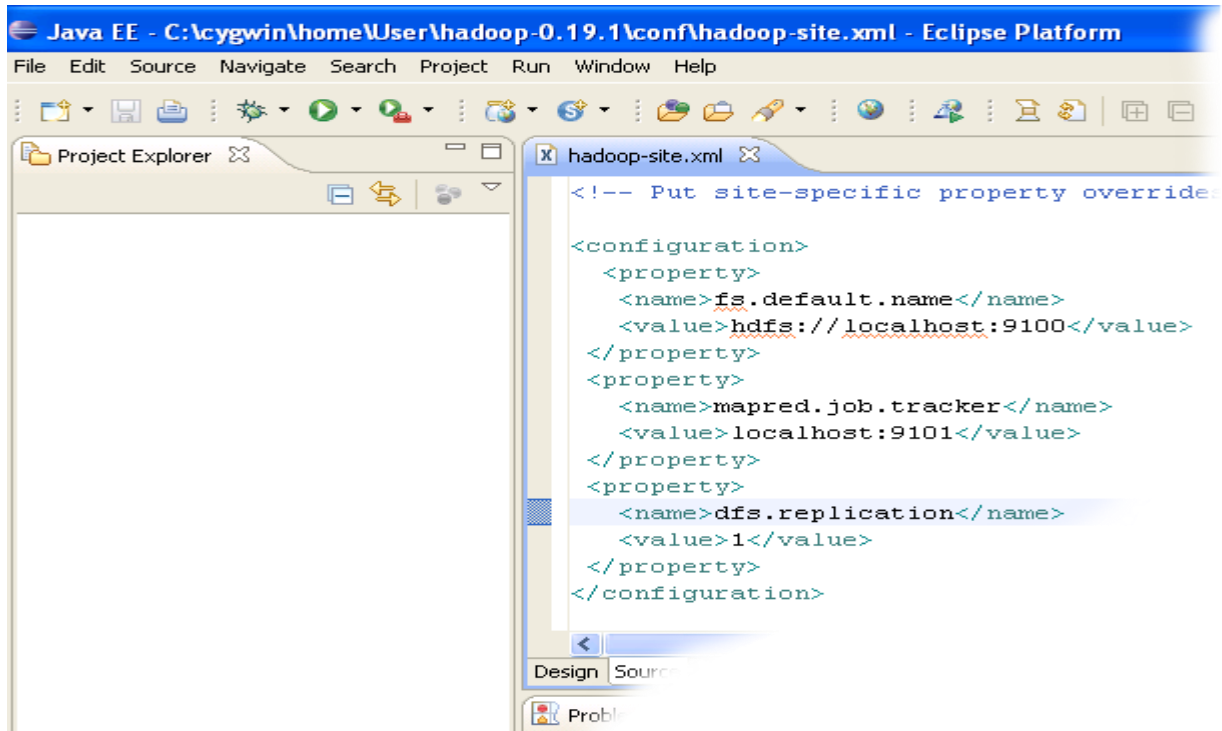 Java EE - C:\cygwin\home\User\hadoop-0.19.1\conf\hadoop-site.xml - Eclipse Platform
File Edit Source Navigate Search Project Run Window Help
Project Explorer
hadoop-site.xml
<!-- Put site-specific property overrides
<configuration>
<property>
<name>fs.default.name</name>
<value>hdfs://localhost:9100</value>
</property>
<property>
<name>mapred.job.tracker</name>
<value>localhost:9101</value>
</property>
<property>
<name>dfs.replication</name>
<value>1</value>
</property>
</configuration>
Design